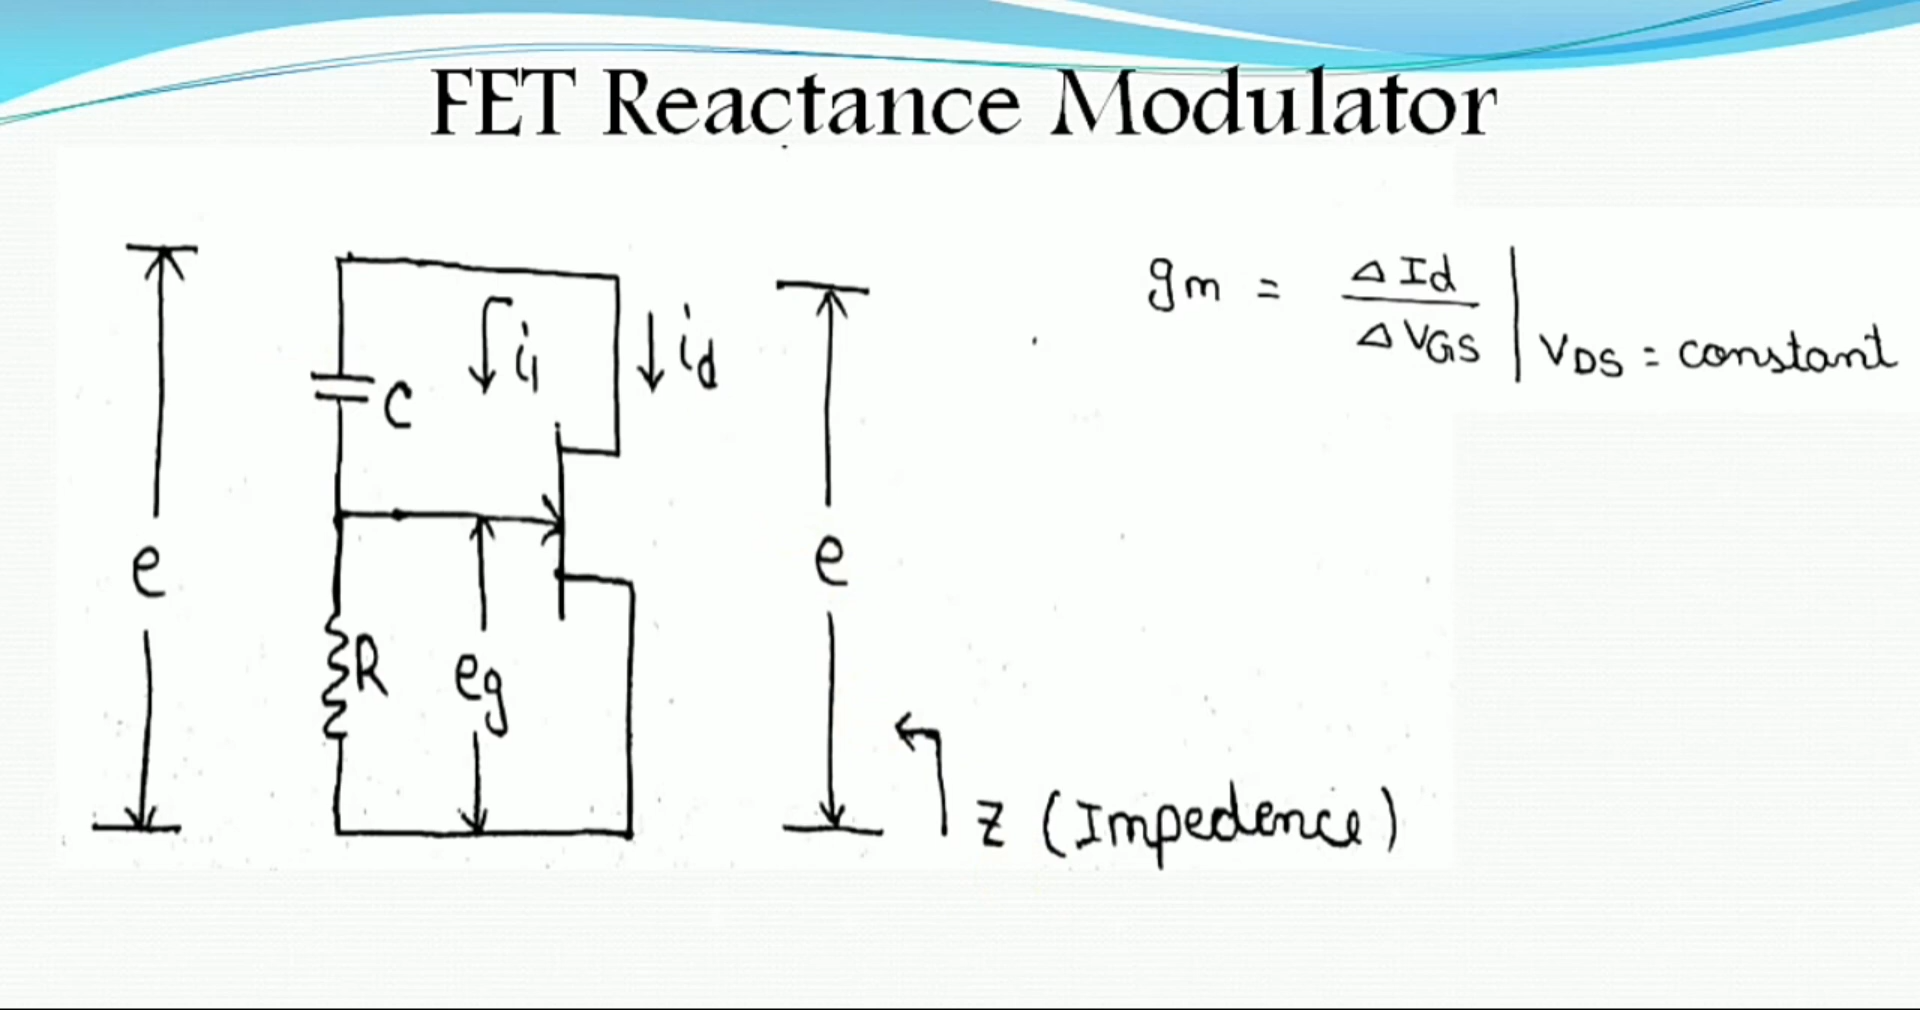 FET Reactance Modulator
gm = ΔId / ΔVGS | VDS = constant
i1
id
C
e
e
R
eg
Z (Impedence)